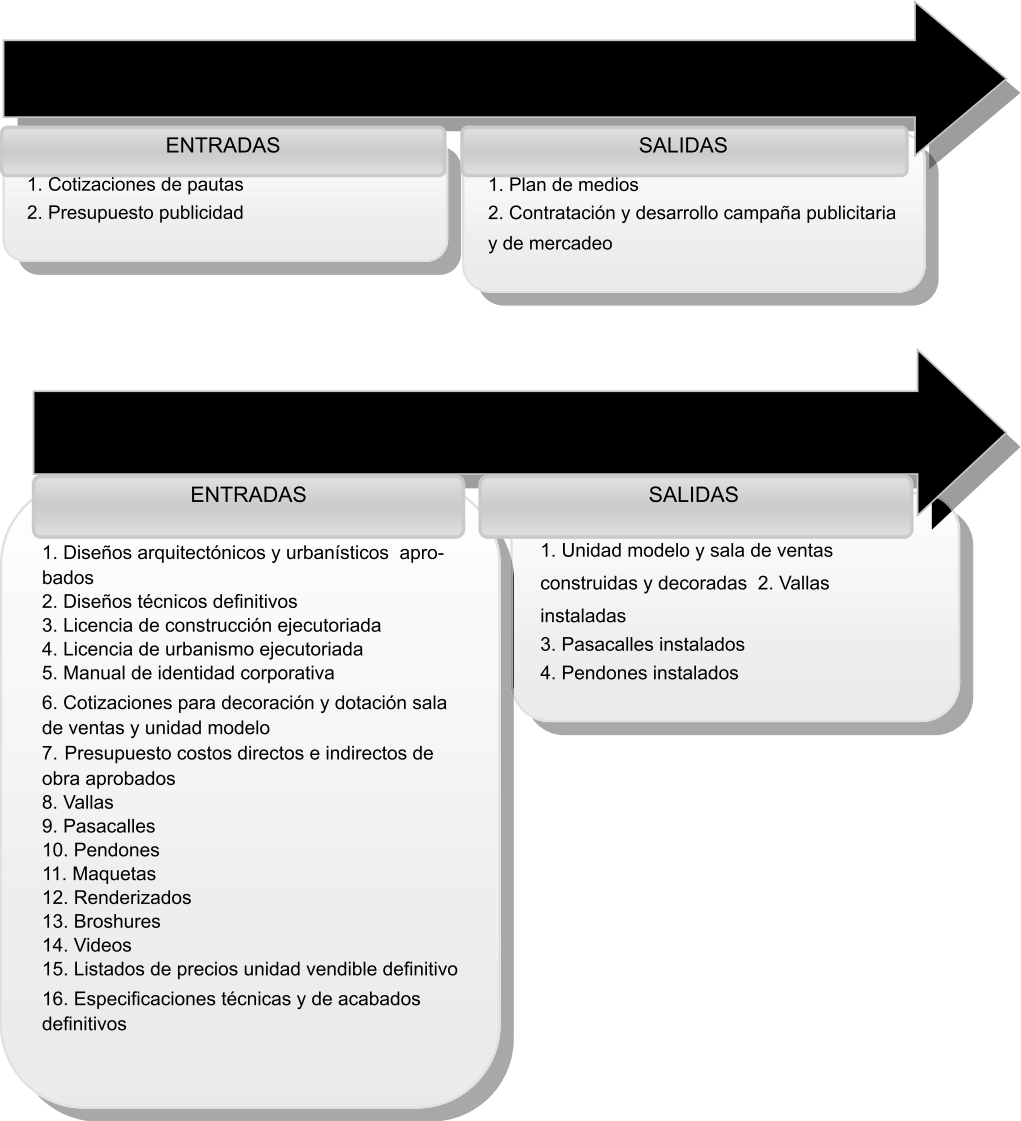 ENTRADAS
1. Cotizaciones de pautas
2. Presupuesto publicidad
SALIDAS
1. Plan de medios
2. Contratación y desarrollo campaña publicitaria
y de mercadeo
ENTRADAS
1. Diseños arquitectónicos y urbanísticos  apro-
bados
2. Diseños técnicos definitivos
3. Licencia de construcción ejecutoriada
4. Licencia de urbanismo ejecutoriada
5. Manual de identidad corporativa
6. Cotizaciones para decoración y dotación sala
de ventas y unidad modelo
7. Presupuesto costos directos e indirectos de
obra aprobados
8. Vallas
9. Pasacalles
10. Pendones
11. Maquetas
12. Renderizados
13. Broshures
14. Videos
15. Listados de precios unidad vendible definitivo
16. Especificaciones técnicas y de acabados
definitivos
SALIDAS
1. Unidad modelo y sala de ventas
construidas y decoradas  2. Vallas
instaladas
3. Pasacalles instalados
4. Pendones instalados